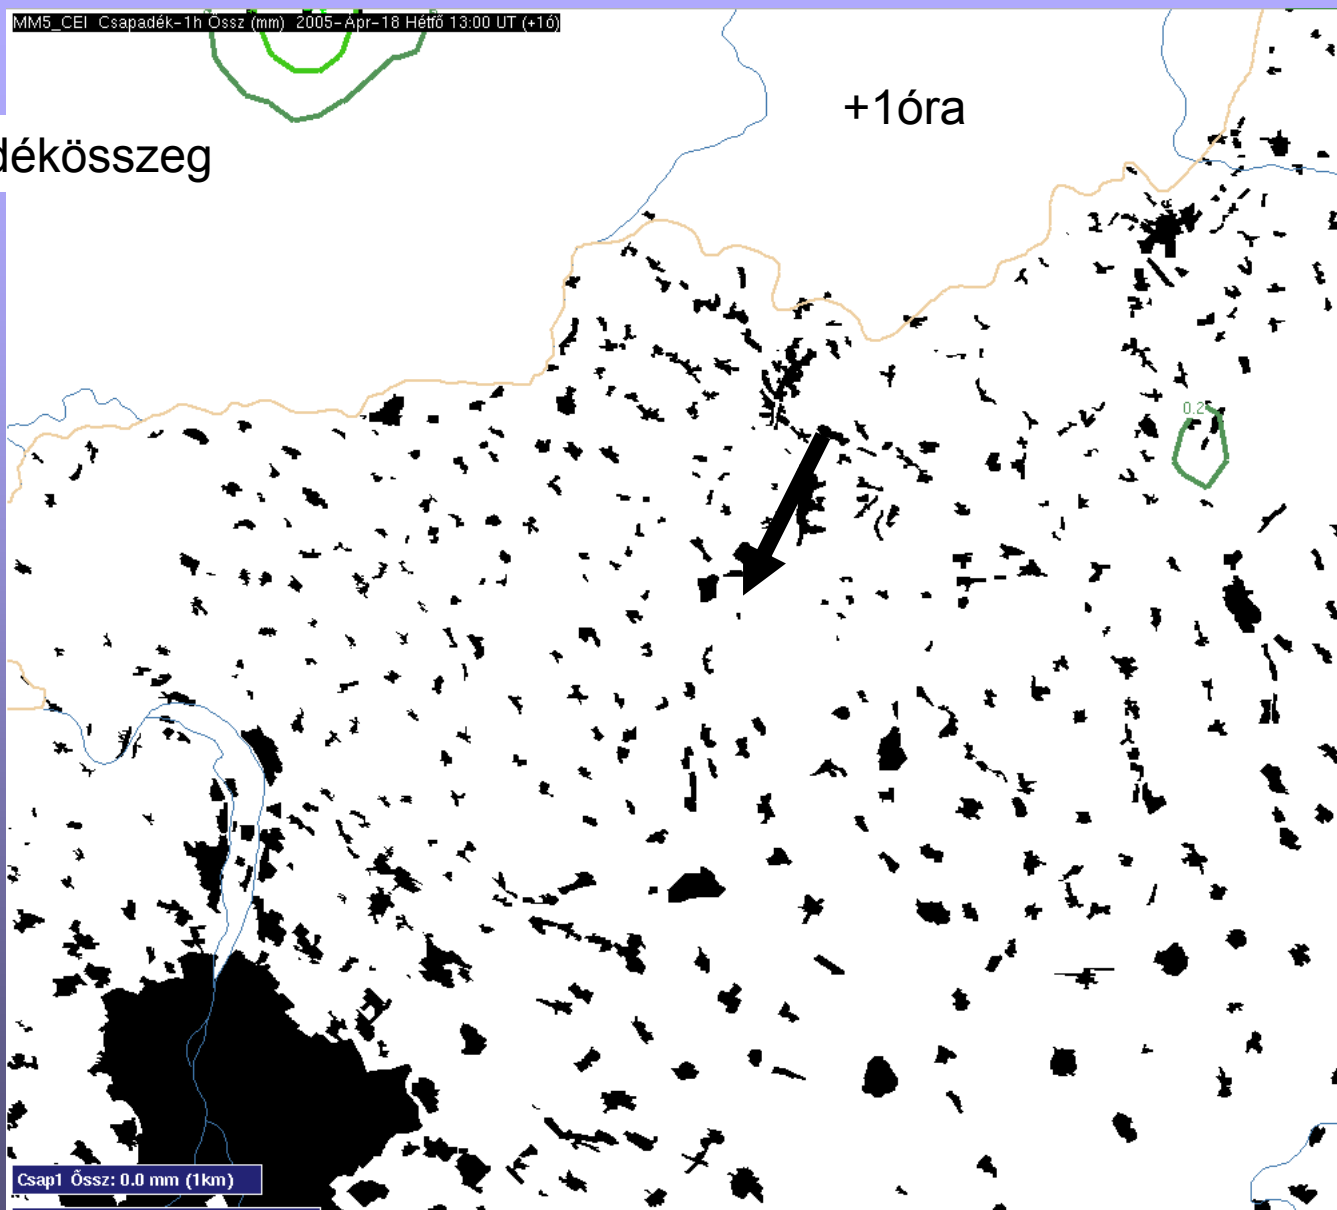 MM5_CEI Csapadék-1h Össz (mm) 2005-Apr-18 Hétfő 13:00 UT (+1ó)
+1óra
dékösszeg
0.2
Csap1 Össz: 0.0 mm (1km)